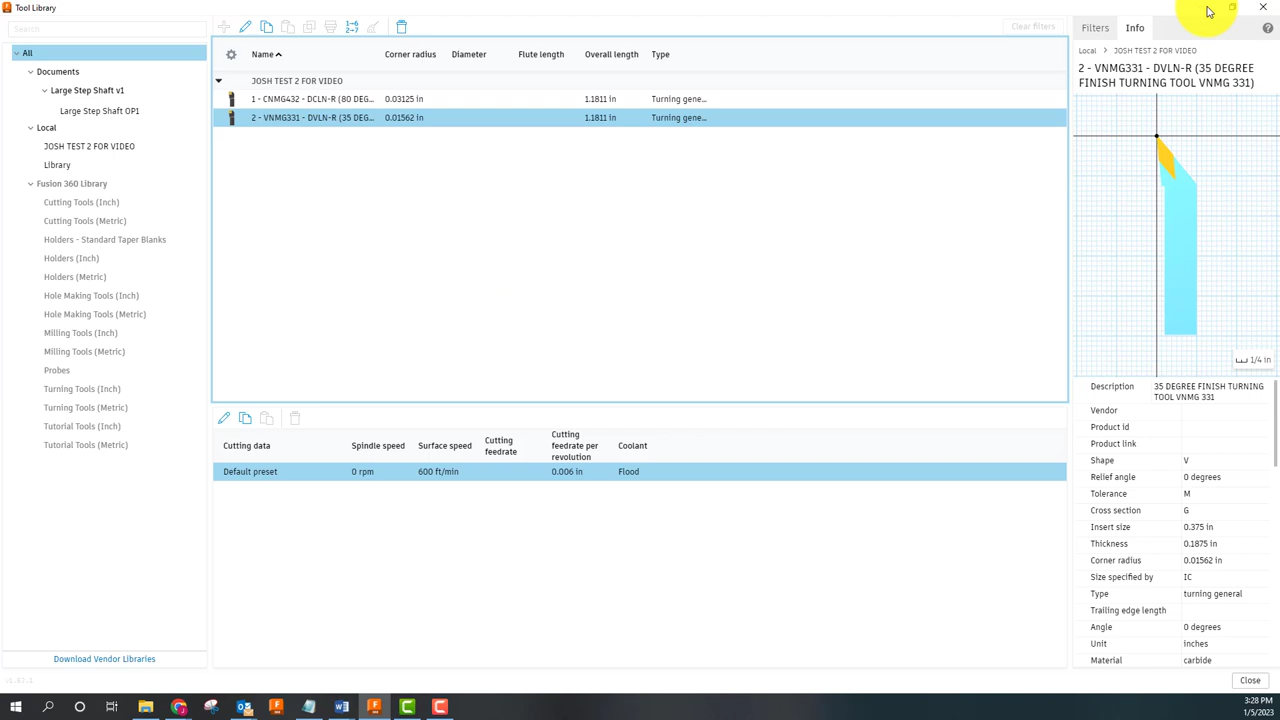 Tool Library
Search
Clear filters
Filters
Info
All
Documents
Large Step Shaft v1
Large Step Shaft OP1
Local
JOSH TEST 2 FOR VIDEO
Library
Fusion 360 Library
Cutting Tools (Inch)
Cutting Tools (Metric)
Holders - Standard Taper Blanks
Holders (Inch)
Holders (Metric)
Hole Making Tools (Inch)
Hole Making Tools (Metric)
Milling Tools (Inch)
Milling Tools (Metric)
Probes
Turning Tools (Inch)
Turning Tools (Metric)
Tutorial Tools (Inch)
Tutorial Tools (Metric)
Download Vendor Libraries
Name Corner radius Diameter Flute length Overall length Type
JOSH TEST 2 FOR VIDEO
1 - CNMG432 - DCLN-R (80 DEG... 0.03125 in 1.1811 in Turning gene...
2 - VNMG331 - DVLN-R (35 DEG... 0.01562 in 1.1811 in Turning gene...
Cutting data Spindle speed Surface speed Cutting feedrate Cutting feedrate per revolution Coolant
Default preset 0 rpm 600 ft/min 0.006 in Flood
Local > JOSH TEST 2 FOR VIDEO
2 - VNMG331 - DVLN-R (35 DEGREE
FINISH TURNING TOOL VNMG 331)
1/4 in
Description 35 DEGREE FINISH TURNING
TOOL VNMG 331
Vendor
Product id
Product link
Shape V
Relief angle 0 degrees
Tolerance M
Cross section G
Insert size 0.375 in
Thickness 0.1875 in
Corner radius 0.01562 in
Size specified by IC
Type turning general
Trailing edge length
Angle 0 degrees
Unit inches
Material carbide
Close
3:28 PM
1/5/2023